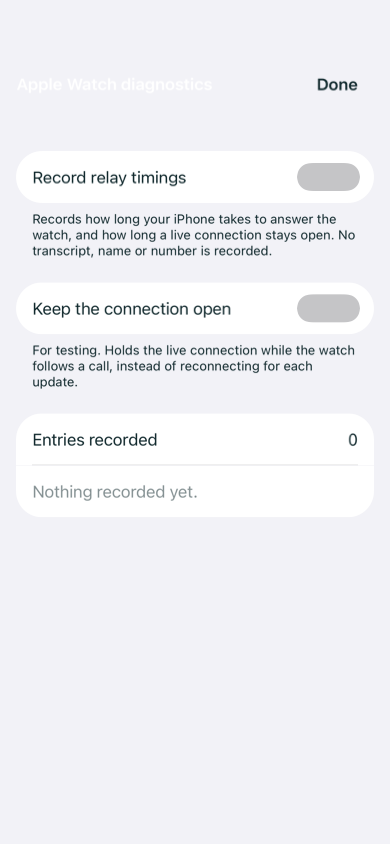 Apple Watch diagnostics
Done
Record relay timings
Records how long your iPhone takes to answer the
watch, and how long a live connection stays open. No
transcript, name or number is recorded.
Keep the connection open
For testing. Holds the live connection while the watch
follows a call, instead of reconnecting for each
update.
Entries recorded 0
Nothing recorded yet.